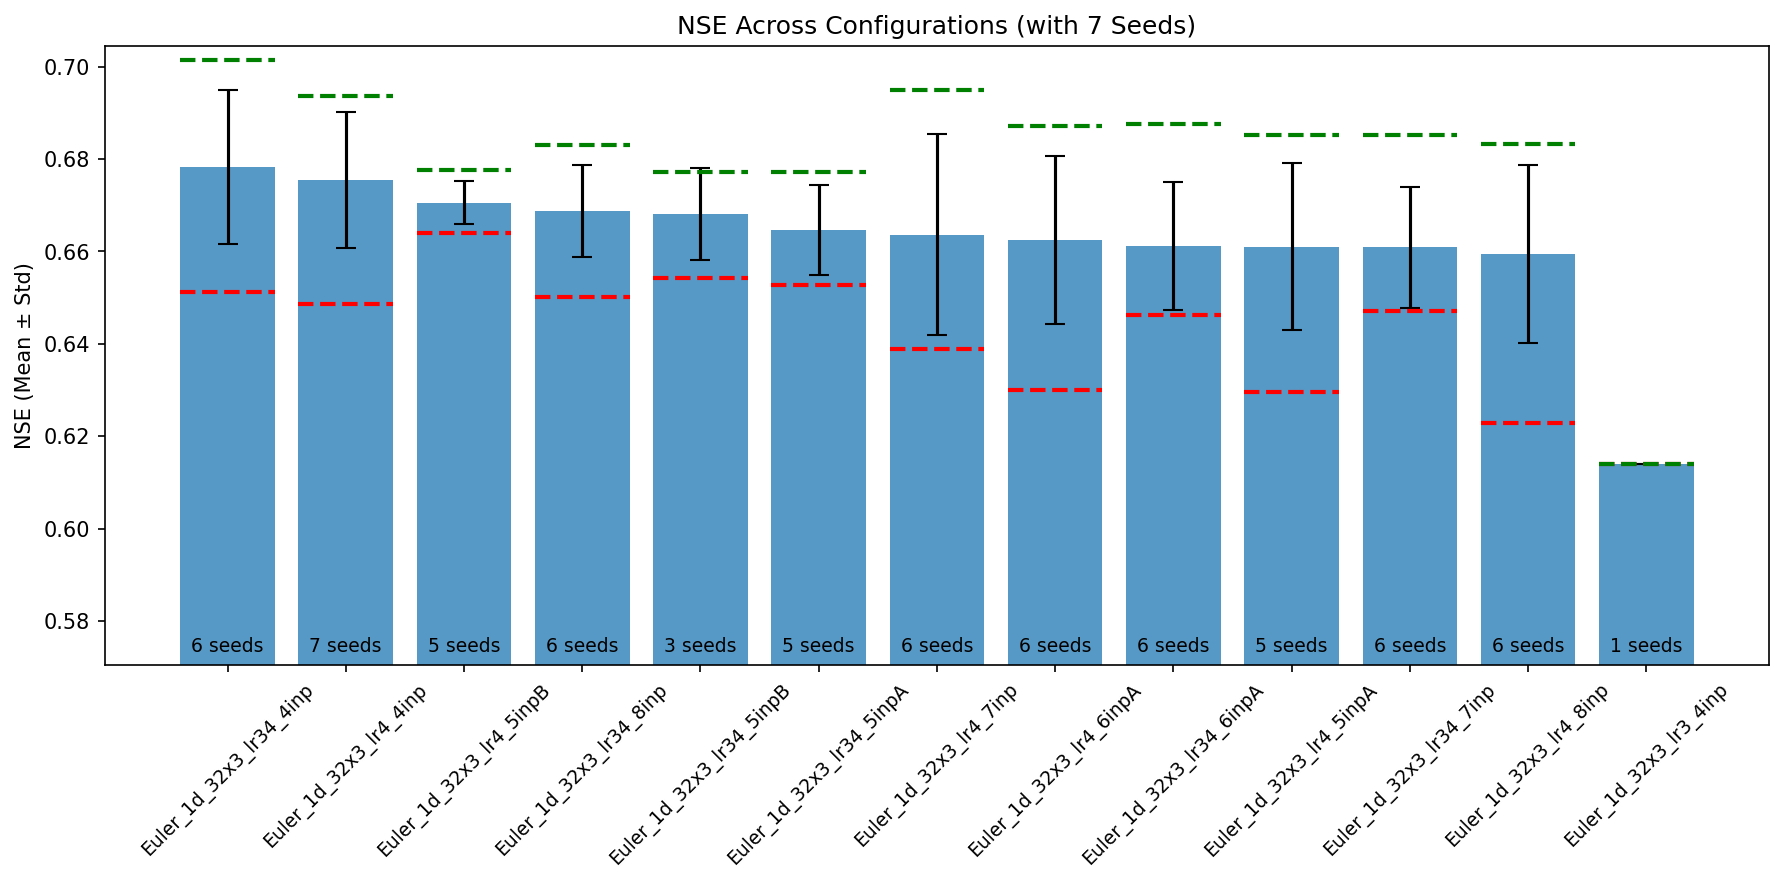 NSE Across Configurations (with 7 Seeds)
NSE (Mean ± Std)
0.70
0.68
0.66
0.64
0.62
0.60
0.58
6 seeds
7 seeds
5 seeds
6 seeds
3 seeds
5 seeds
6 seeds
6 seeds
6 seeds
5 seeds
6 seeds
6 seeds
1 seeds
Euler_1d_32x3_lr34_4inp
Euler_1d_32x3_lr4_4inp
Euler_1d_32x3_lr4_5inpB
Euler_1d_32x3_lr34_8inp
Euler_1d_32x3_lr34_5inpB
Euler_1d_32x3_lr34_5inpA
Euler_1d_32x3_lr4_7inp
Euler_1d_32x3_lr4_6inpA
Euler_1d_32x3_lr34_6inpA
Euler_1d_32x3_lr4_5inpA
Euler_1d_32x3_lr34_7inp
Euler_1d_32x3_lr4_8inp
Euler_1d_32x3_lr3_4inp